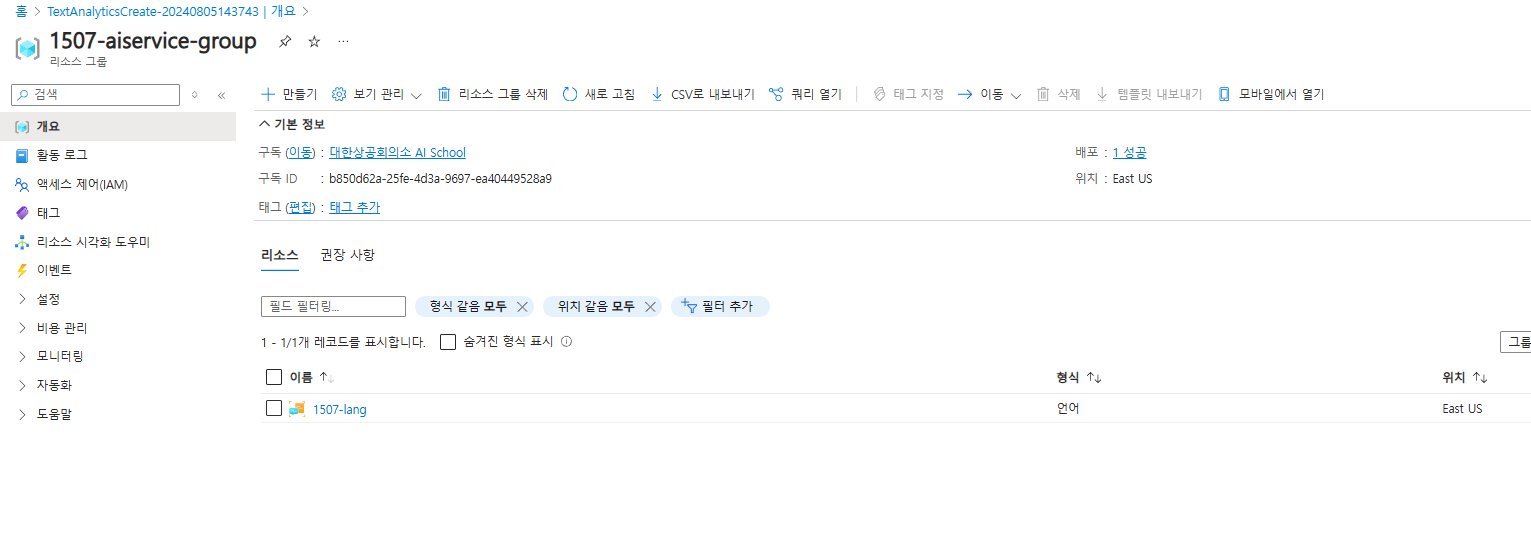 홈 > TextAnalyticsCreate-20240805143743 | 개요 >
1507-aiservice-group
리소스 그룹
검색
만들기 보기 관리 리소스 그룹 삭제 새로 고침 CSV로 내보내기 쿼리 열기 태그 지정 이동 삭제 템플릿 내보내기 모바일에서 열기
개요
활동 로그
액세스 제어(IAM)
태그
리소스 시각화 도우미
이벤트
설정
비용 관리
모니터링
자동화
도움말
기본 정보
구독 (이동) : 대한상공회의소 AI School
배포 : 1 성공
구독 ID : b850d62a-25fe-4d3a-9697-ea40449528a9
위치 : East US
태그 (편집) : 태그 추가
리소스 권장 사항
필드 필터링... 형식 같음 모두 위치 같음 모두 필터 추가
1 - 1/1개 레코드를 표시합니다. 숨겨진 형식 표시
그룹
이름 형식 위치
1507-lang 언어 East US